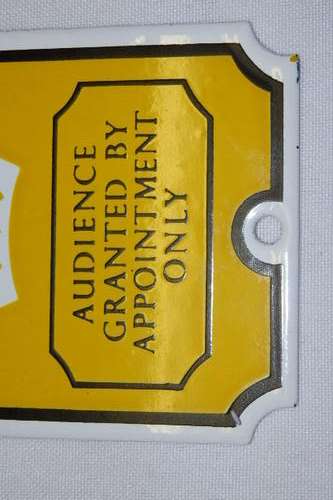 AUDIENCE
GRANTED BY
APPOINTMENT
ONLY